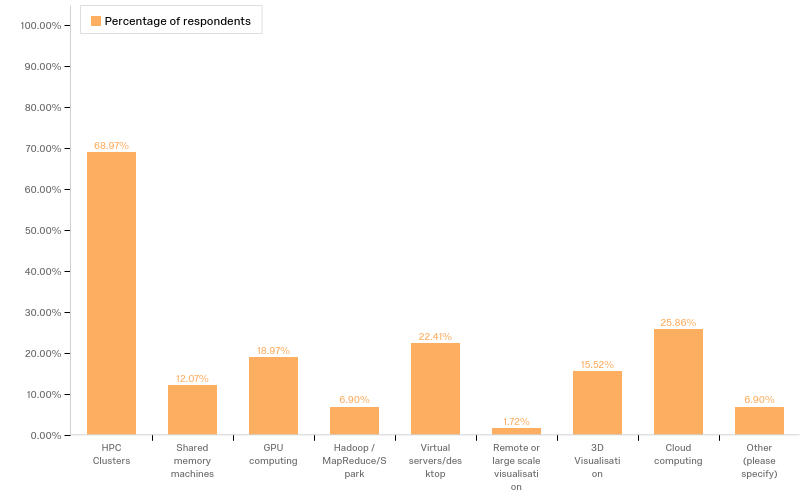 Percentage of respondents
100.00%
90.00%
80.00%
70.00%
60.00%
50.00%
40.00%
30.00%
20.00%
10.00%
0.00%
68.97%
12.07%
18.97%
6.90%
22.41%
1.72%
15.52%
25.86%
6.90%
HPC
Clusters
Shared
memory
machines
GPU
computing
Hadoop /
MapReduce/S
park
Virtual
servers/des
ktop
Remote or
large scale
visualisati
on
3D
Visualisati
on
Cloud
computing
Other
(please
specify)